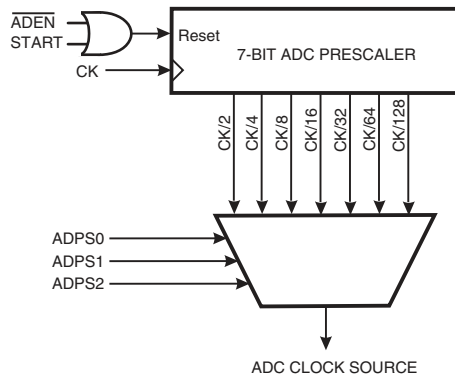 ADEN
START
Reset
7-BIT ADC PRESCALER
CK
CK/2
CK/4
CK/8
CK/16
CK/32
CK/64
CK/128
ADPS0
ADPS1
ADPS2
ADC CLOCK SOURCE